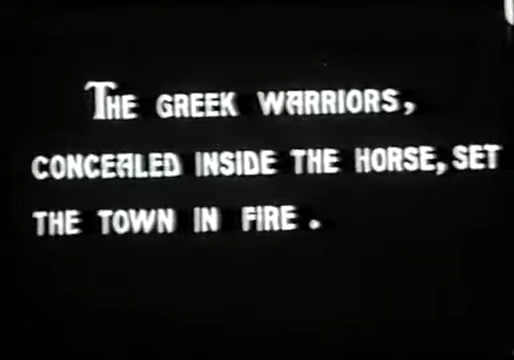 THE GREEK WARRIORS,
CONCEALED INSIDE THE HORSE, SET
THE TOWN IN FIRE.